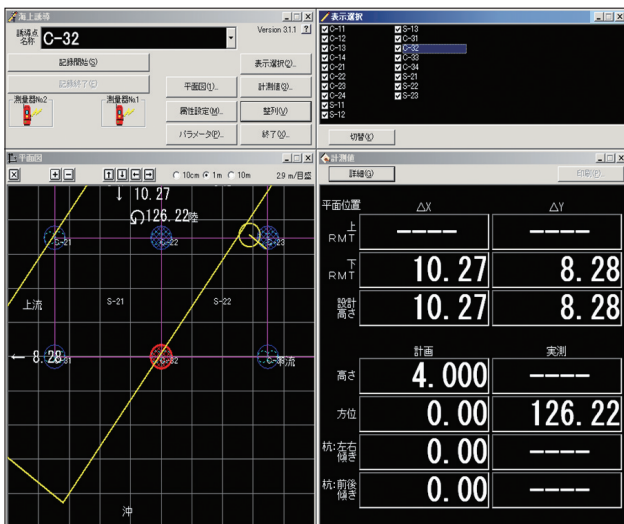 海上誘導
誘導点名称 C-32
Version 3.1.1
記録開始(S)
記録終了(E)
測量器No2
測量器No1
表示選択(Q)...
平面図(1)...
計測値(2)...
属性設定(M)...
整列(V)
パラメータ(P)...
終了(X)...
表示選択
C-11
C-12
C-13
C-14
C-21
C-22
C-23
C-24
S-11
S-12
S-13
C-31
C-32
C-33
C-34
S-21
S-22
S-23
切替(K)
平面図
10cm 1m 10m
2.9 m/目盛
↓ 10.27
126.22陸
C-21
C-22
C-23
上流
S-21
S-22
← 8.28
C-32
沖
計測値
詳細(G)
印刷(P)...
平面位置 △X △Y
上 RMT ---- ----
下 RMT 10.27 8.28
設計高さ 10.27 8.28
計画 実測
高さ 4.000 ----
方位 0.00 126.22
杭:左右傾き 0.00 ----
杭:前後傾き 0.00 ----